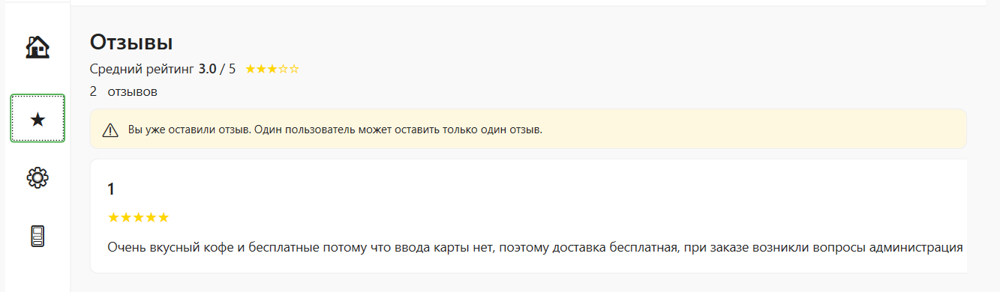 Отзывы
Средний рейтинг 3.0 / 5 ★★★☆☆
2 отзывов
Вы уже оставили отзыв. Один пользователь может оставить только один отзыв.
1
★★★★★
Очень вкусный кофе и бесплатные потому что ввода карты нет, поэтому доставка бесплатная, при заказе возникли вопросы администрация